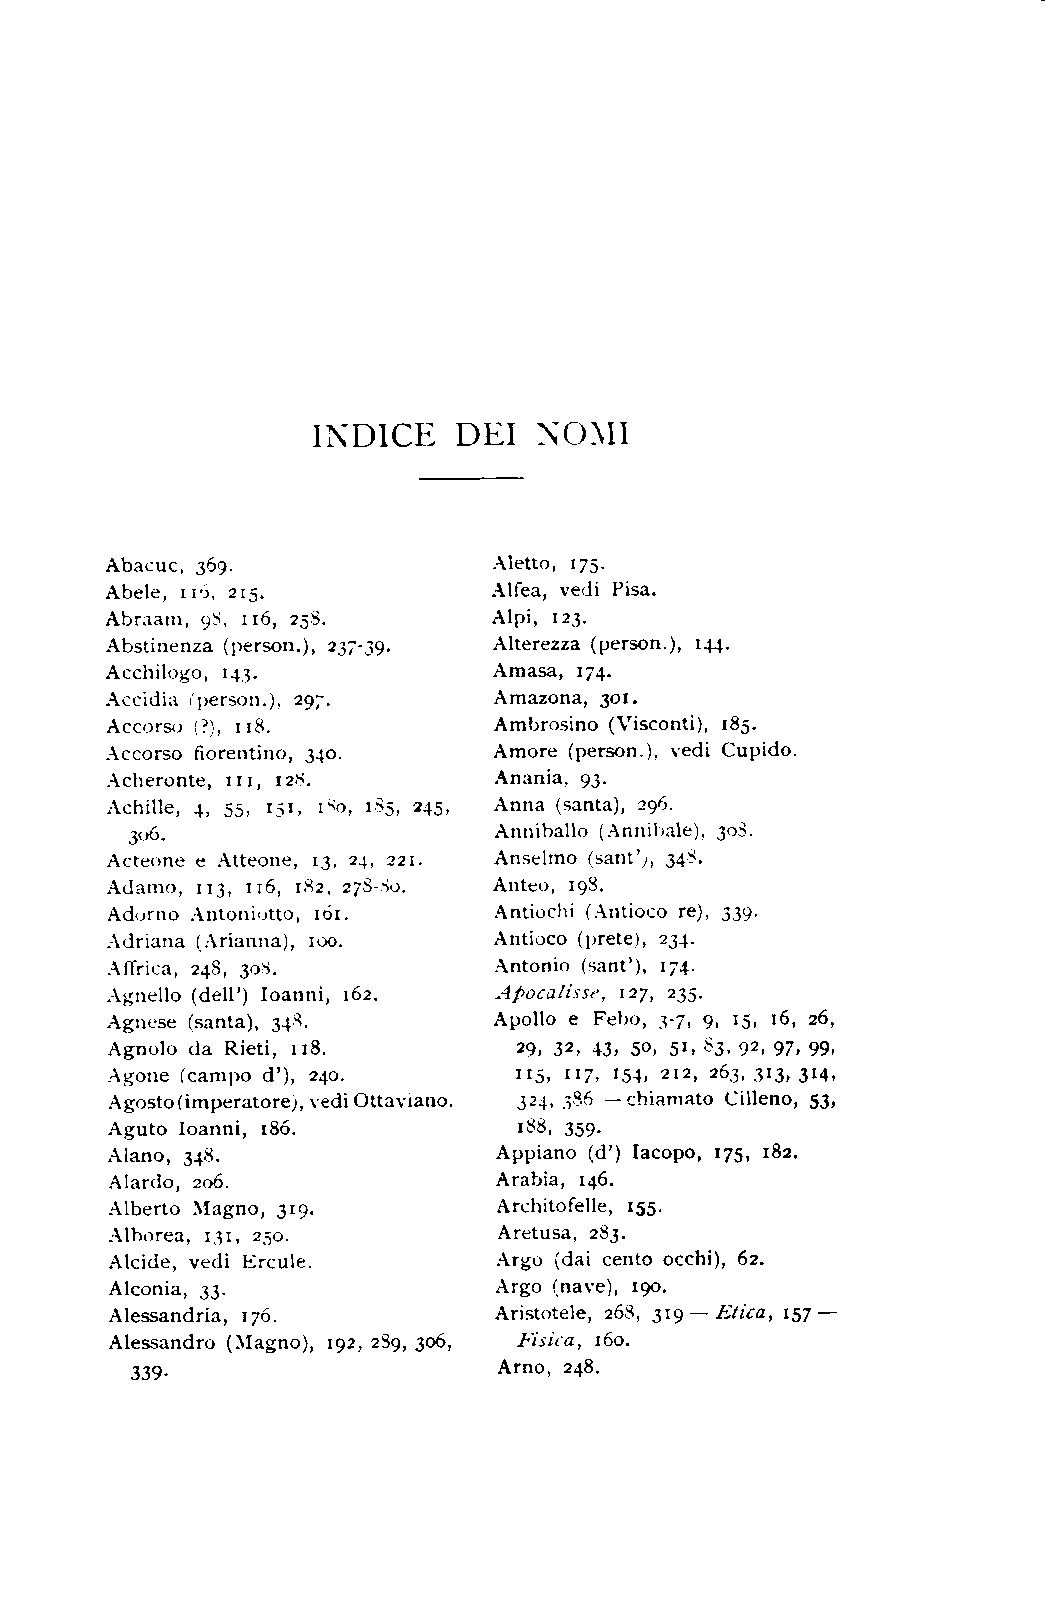 INDICE DEI NOMI
Abacuc, 369.
Abele, 116, 215.
Abraam, 98, 116, 258.
Abstinenza (person.), 237-39.
Acchilogo, 143.
Accidia (person.), 297.
Accorso (?), 118.
Accorso fiorentino, 340.
Acheronte, 111, 128.
Achille, 4, 55, 151, 180, 185, 245,
306.
Acteone e Atteone, 13, 24, 221.
Adamo, 113, 116, 182, 278-80.
Adorno Antoniotto, 161.
Adriana (Arianna), 100.
Affrica, 248, 308.
Agnello (dell') Ioanni, 162.
Agnese (santa), 348.
Agnolo da Rieti, 118.
Agone (campo d'), 240.
Agosto (imperatore), vedi Ottaviano.
Aguto Ioanni, 186.
Alano, 348.
Alardo, 206.
Alberto Magno, 319.
Alborea, 131, 250.
Alcide, vedi Ercule.
Alconia, 33.
Alessandria, 176.
Alessandro (Magno), 192, 289, 306,
339.
Aletto, 175.
Alfea, vedi Pisa.
Alpi, 123.
Alterezza (person.), 144.
Amasa, 174.
Amazona, 301.
Ambrosino (Visconti), 185.
Amore (person.), vedi Cupido.
Anania, 93.
Anna (santa), 296.
Anniballo (Annibale), 308.
Anselmo (sant'), 348.
Anteo, 198.
Antiochi (Antioco re), 339.
Antioco (prete), 234.
Antonio (sant'), 174.
Apocalisse, 127, 235.
Apollo e Febo, 3-7, 9, 15, 16, 26,
29, 32, 43, 50, 51, 83, 92, 97, 99,
115, 117, 154, 212, 263, 313, 314,
324, 386 — chiamato Cilleno, 53,
188, 359.
Appiano (d') Iacopo, 175, 182.
Arabia, 146.
Architofelle, 155.
Aretusa, 283.
Argo (dai cento occhi), 62.
Argo (nave), 190.
Aristotele, 268, 319 — Etica, 157 —
Fisica, 160.
Arno, 248.